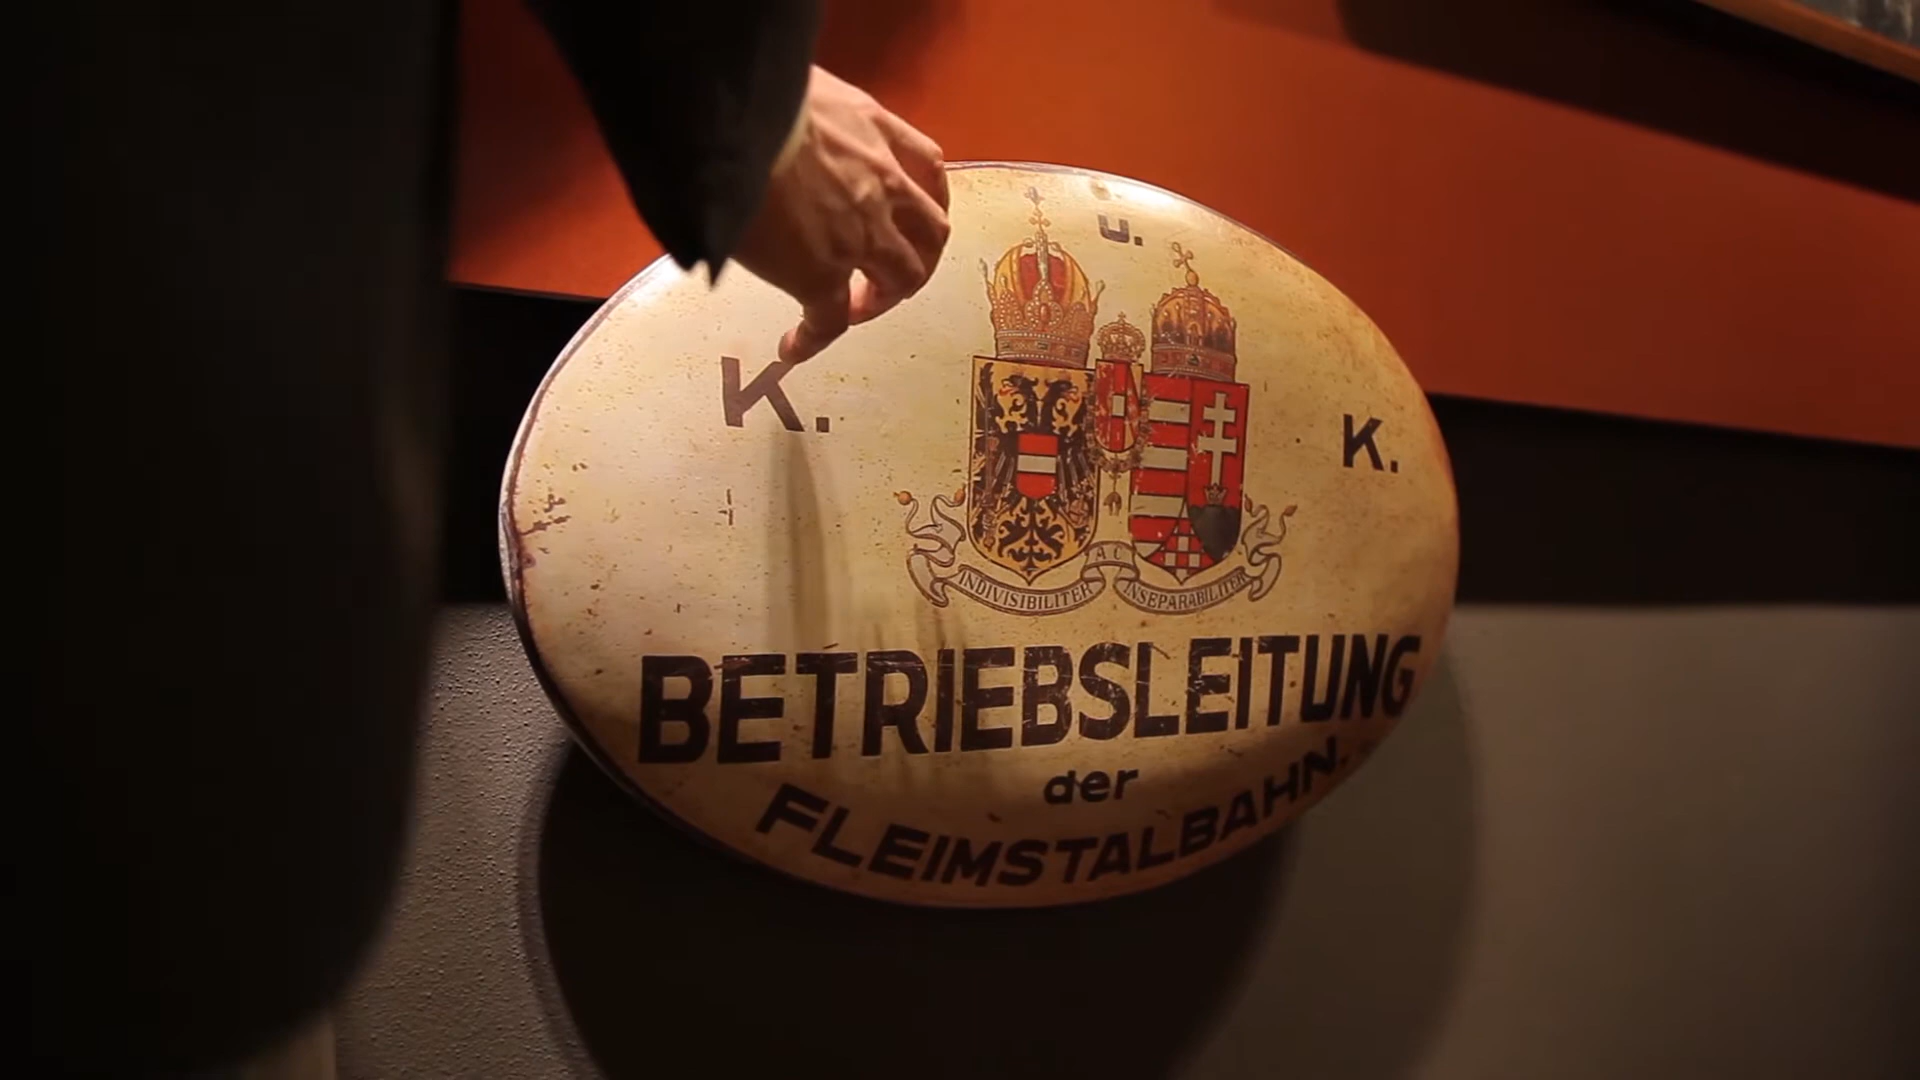 K. u. K.
INDIVISIBILITER AC INSEPARABILITER
BETRIEBSLEITUNG
der
FLEIMSTALBAHN.